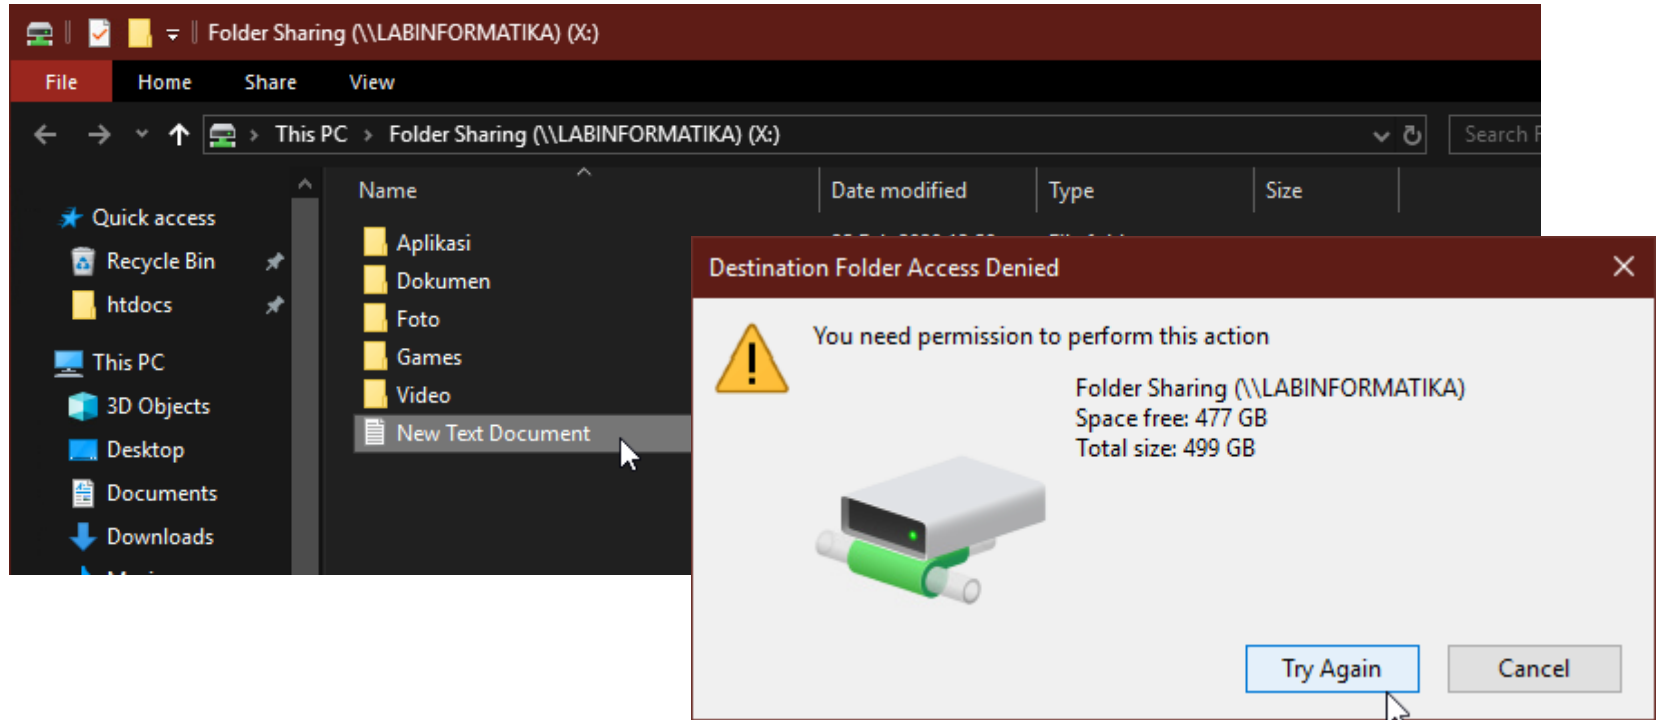 Folder Sharing (\\LABINFORMATIKA) (X:)
File Home Share View
This PC > Folder Sharing (\\LABINFORMATIKA) (X:)
Search
Name Date modified Type Size
Quick access
Recycle Bin
htdocs
This PC
3D Objects
Desktop
Documents
Downloads
Aplikasi
Dokumen
Foto
Games
Video
New Text Document
Destination Folder Access Denied
You need permission to perform this action
Folder Sharing (\\LABINFORMATIKA)
Space free: 477 GB
Total size: 499 GB
Try Again
Cancel